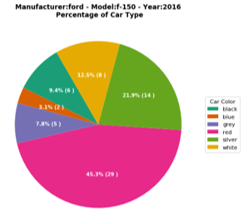 Manufacturer:ford - Model:f-150 - Year:2016
Percentage of Car Type
12.5% (8 )
21.9% (14 )
9.4% (6 )
3.1% (2 )
7.8% (5 )
45.3% (29 )
Car Color
black
blue
grey
red
silver
white